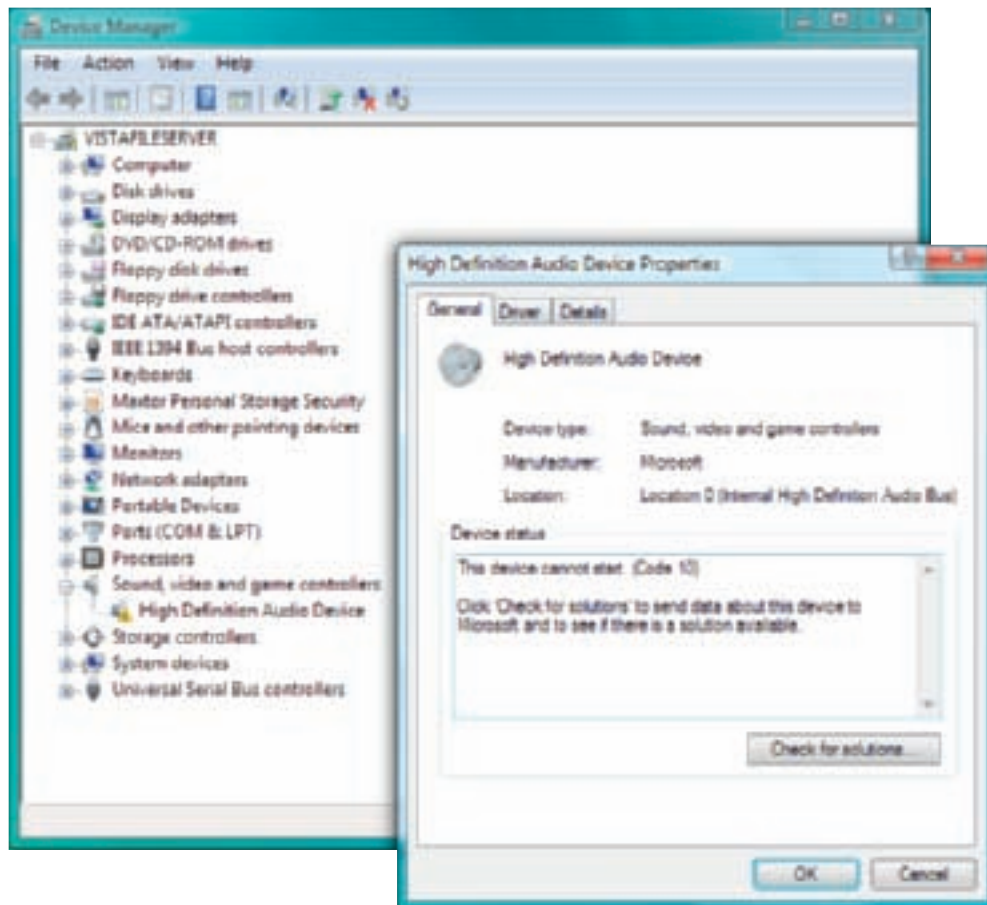 Device Manager
File Action View Help
VISTAFILESERVER
Computer
Disk drives
Display adapters
DVD/CD-ROM drives
Floppy disk drives
Floppy drive controllers
IDE ATA/ATAPI controllers
IEEE 1394 Bus host controllers
Keyboards
Maxtor Personal Storage Security
Mice and other pointing devices
Monitors
Network adapters
Portable Devices
Ports (COM & LPT)
Processors
Sound, video and game controllers
High Definition Audio Device
Storage controllers
System devices
Universal Serial Bus controllers
High Definition Audio Device Properties
General Driver Details
High Definition Audio Device
Device type: Sound, video and game controllers
Manufacturer: Microsoft
Location: Location 0 (Internal High Definition Audio Bus)
Device status
This device cannot start. (Code 10)
Click 'Check for solutions' to send data about this device to
Microsoft and to see if there is a solution available.
Check for solutions...
OK Cancel